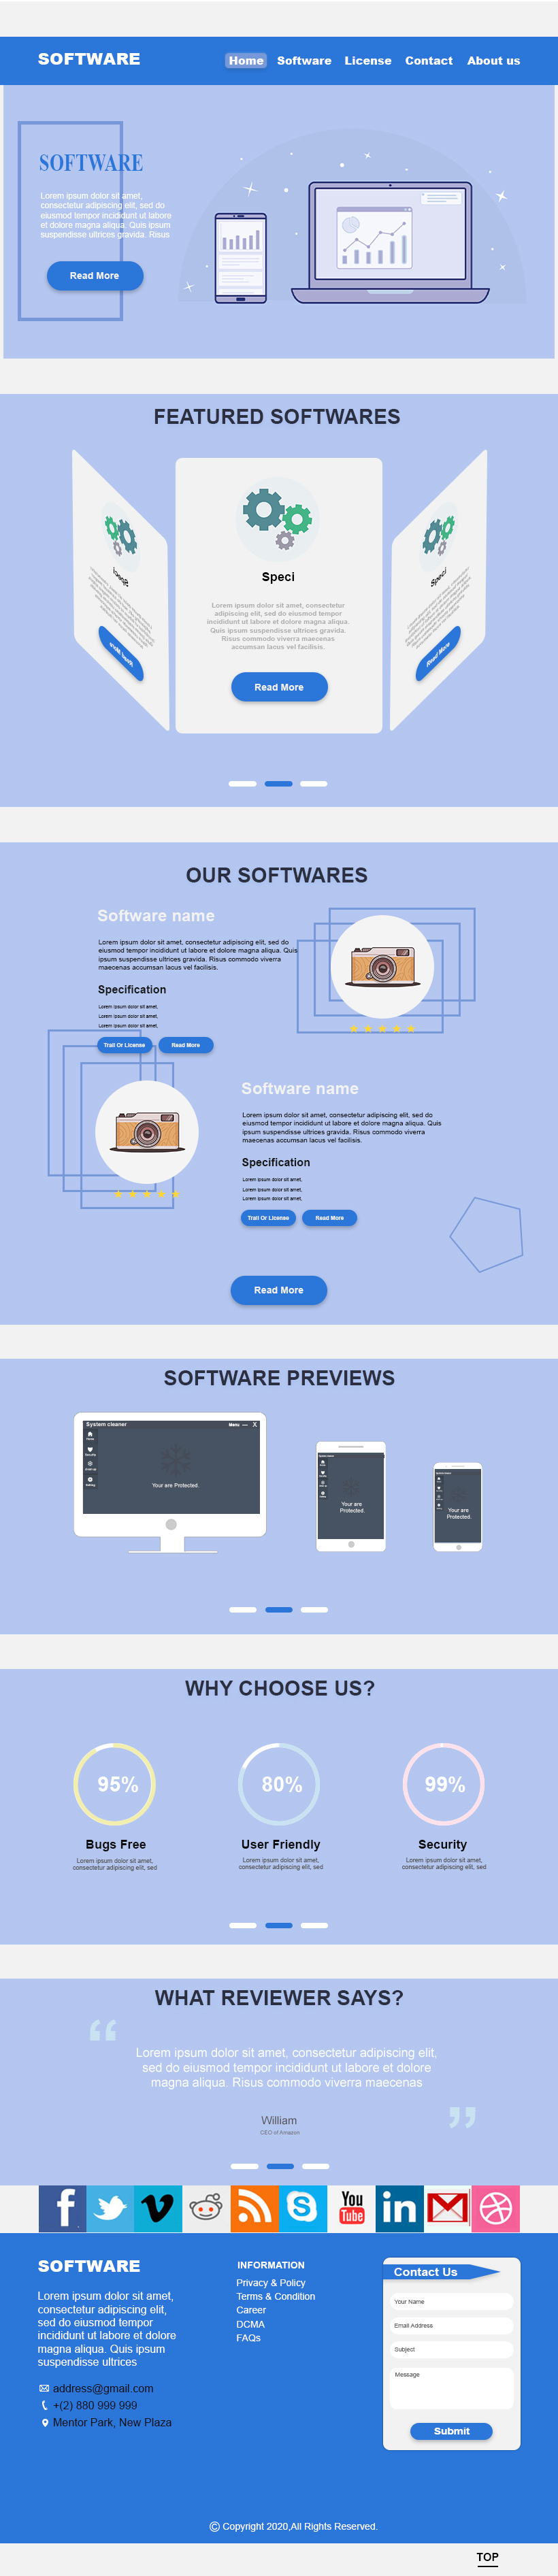 SOFTWARE
Home Software License Contact About us
SOFTWARE
Lorem ipsum dolor sit amet,
consectetur adipiscing elit, sed do
eiusmod tempor incididunt ut labore
et dolore magna aliqua. Quis ipsum
suspendisse ultrices gravida. Risus
Read More
FEATURED SOFTWARES
Speci
Lorem ipsum dolor sit amet, consectetur
adipiscing elit, sed do eiusmod tempor
incididunt ut labore et dolore magna aliqua.
Quis ipsum suspendisse ultrices gravida.
Risus commodo viverra maecenas
accumsan lacus vel facilisis.
Read More
Speci
Read More
OUR SOFTWARES
Software name
Lorem ipsum dolor sit amet, consectetur adipiscing elit, sed do
eiusmod tempor incididunt ut labore et dolore magna aliqua. Quis
ipsum suspendisse ultrices gravida. Risus commodo viverra
maecenas accumsan lacus vel facilisis.
Specification
Lorem ipsum dolor sit amet,
Lorem ipsum dolor sit amet,
Lorem ipsum dolor sit amet,
Trail Or License Read More
Software name
Lorem ipsum dolor sit amet, consectetur adipiscing elit, sed do
eiusmod tempor incididunt ut labore et dolore magna aliqua. Quis
ipsum suspendisse ultrices gravida. Risus commodo viverra
maecenas accumsan lacus vel facilisis.
Specification
Lorem ipsum dolor sit amet,
Lorem ipsum dolor sit amet,
Lorem ipsum dolor sit amet,
Trail Or License Read More
Read More
SOFTWARE PREVIEWS
System cleaner Menu — X
Home
Security
Your are Protected.
Your are
Protected.
Your are
Protected.
WHY CHOOSE US?
95% 80% 99%
Bugs Free User Friendly Security
Lorem ipsum dolor sit amet,
consectetur adipiscing elit, sed
Lorem ipsum dolor sit amet,
consectetur adipiscing elit, sed
Lorem ipsum dolor sit amet,
consectetur adipiscing elit, sed
WHAT REVIEWER SAYS?
“
Lorem ipsum dolor sit amet, consectetur adipiscing elit,
sed do eiusmod tempor incididunt ut labore et dolore
magna aliqua. Risus commodo viverra maecenas
”
William
CEO of Amazon
You
Tube
in
SOFTWARE
Lorem ipsum dolor sit amet,
consectetur adipiscing elit,
sed do eiusmod tempor
incididunt ut labore et dolore
magna aliqua. Quis ipsum
suspendisse ultrices
address@gmail.com
+(2) 880 999 999
Mentor Park, New Plaza
INFORMATION
Privacy & Policy
Terms & Condition
Career
DCMA
FAQs
Contact Us
Your Name
Email Address
Subject
Message
Submit
© Copyright 2020,All Rights Reserved.
TOP